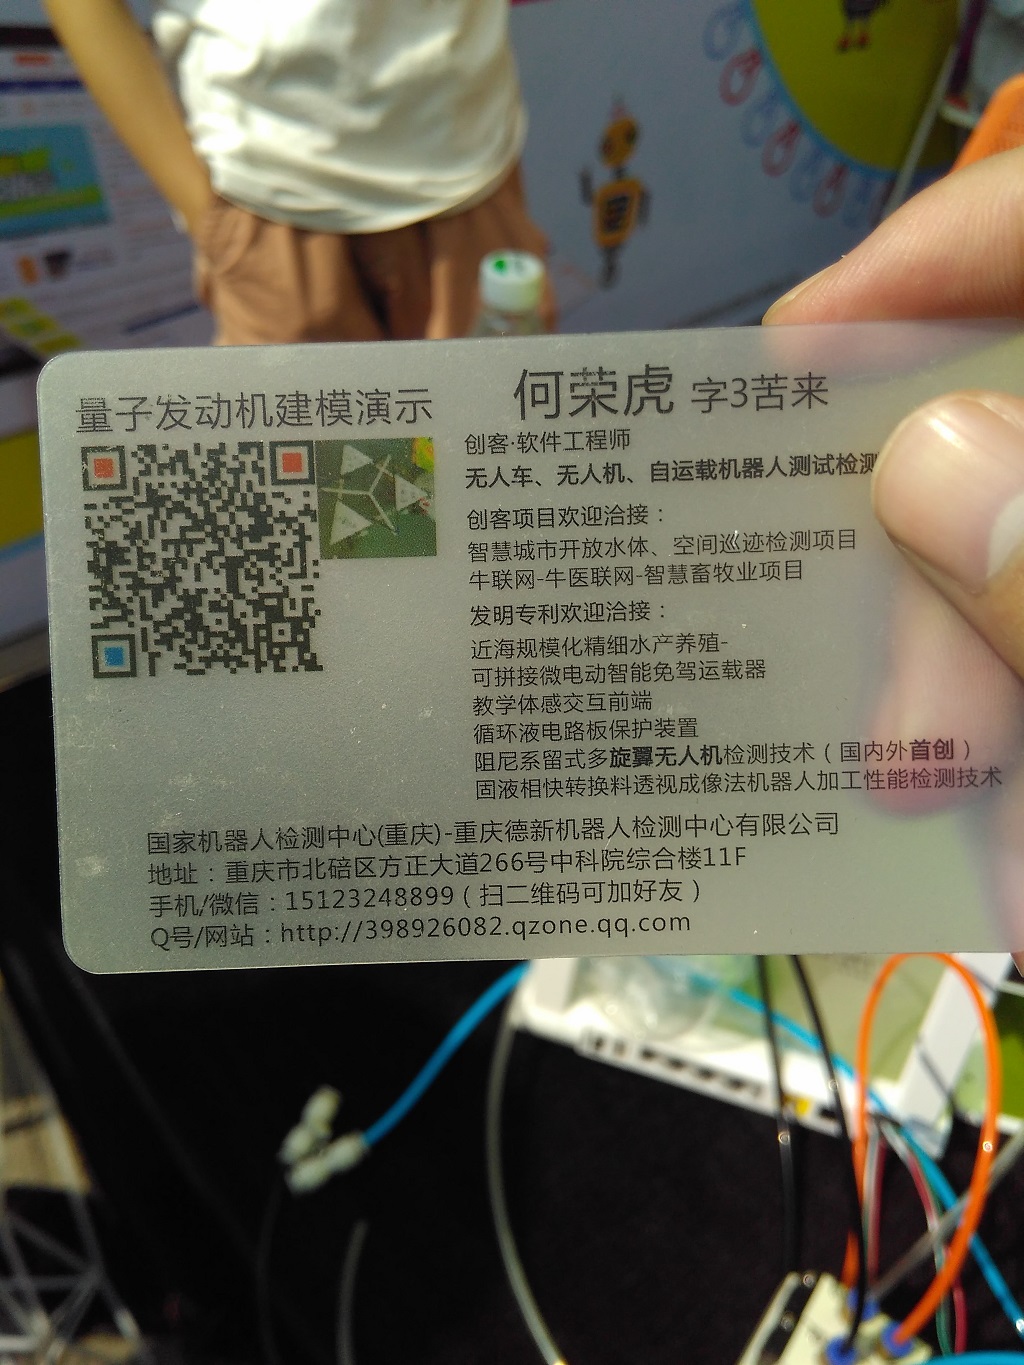 量子发动机建模演示
何荣虎 字3苦来
创客·软件工程师
无人车、无人机、自运载机器人测试检测
创客项目欢迎洽接：
智慧城市开放水体、空间巡迹检测项目
牛联网-牛医联网-智慧畜牧业项目
发明专利欢迎洽接：
近海规模化精细水产养殖-
可拼接微电动智能免驾运载器
教学体感交互前端
循环液电路板保护装置
阻尼系留式多旋翼无人机检测技术（国内外首创）
固液相快转换料透视成像法机器人加工性能检测技术
国家机器人检测中心(重庆)-重庆德新机器人检测中心有限公司
地址：重庆市北碚区方正大道266号中科院综合楼11F
手机/微信：15123248899（扫二维码可加好友）
Q号/网站：http://398926082.qzone.qq.com